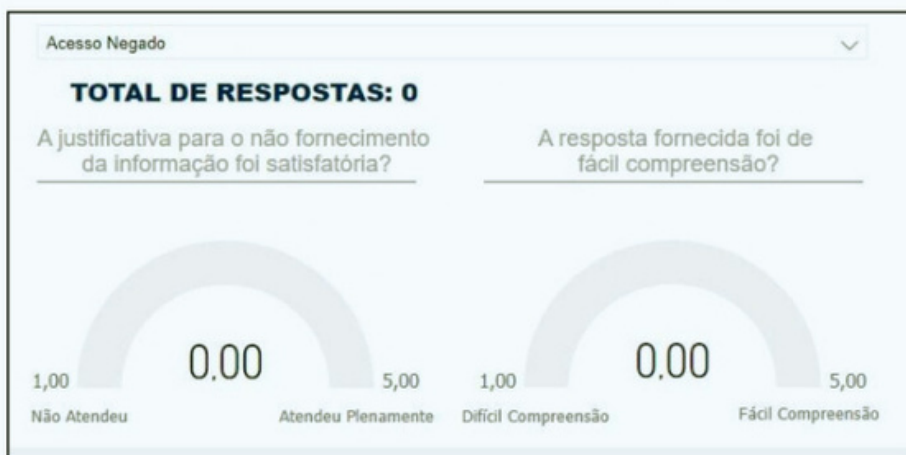 Acesso Negado
TOTAL DE RESPOSTAS: 0
A justificativa para o não fornecimento
da informação foi satisfatória?
A resposta fornecida foi de
fácil compreensão?
0,00
1,00
5,00
Não Atendeu
Atendeu Plenamente
0,00
1,00
5,00
Difícil Compreensão
Fácil Compreensão